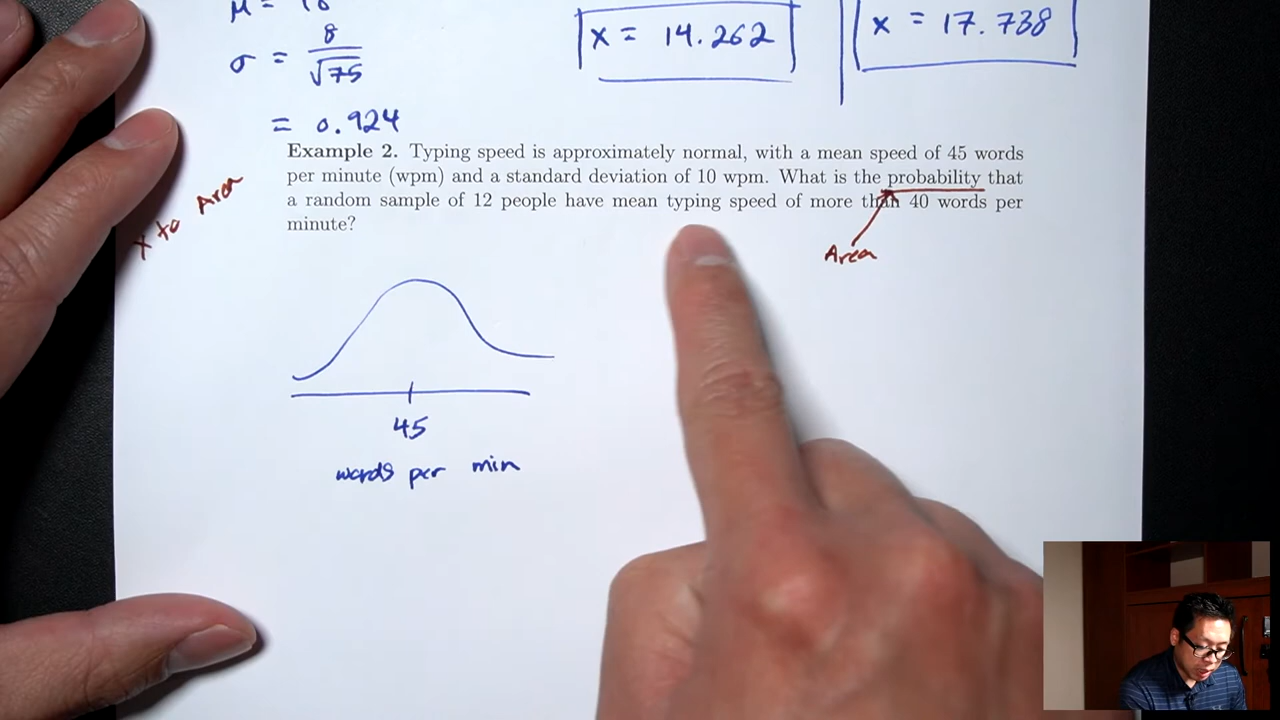 σ = 8/√75
x = 14.262
x = 17.738
= 0.924
Example 2. Typing speed is approximately normal, with a mean speed of 45 words
per minute (wpm) and a standard deviation of 10 wpm. What is the probability that
a random sample of 12 people have mean typing speed of more than 40 words per
minute?
x to Area
Area
45
words per min